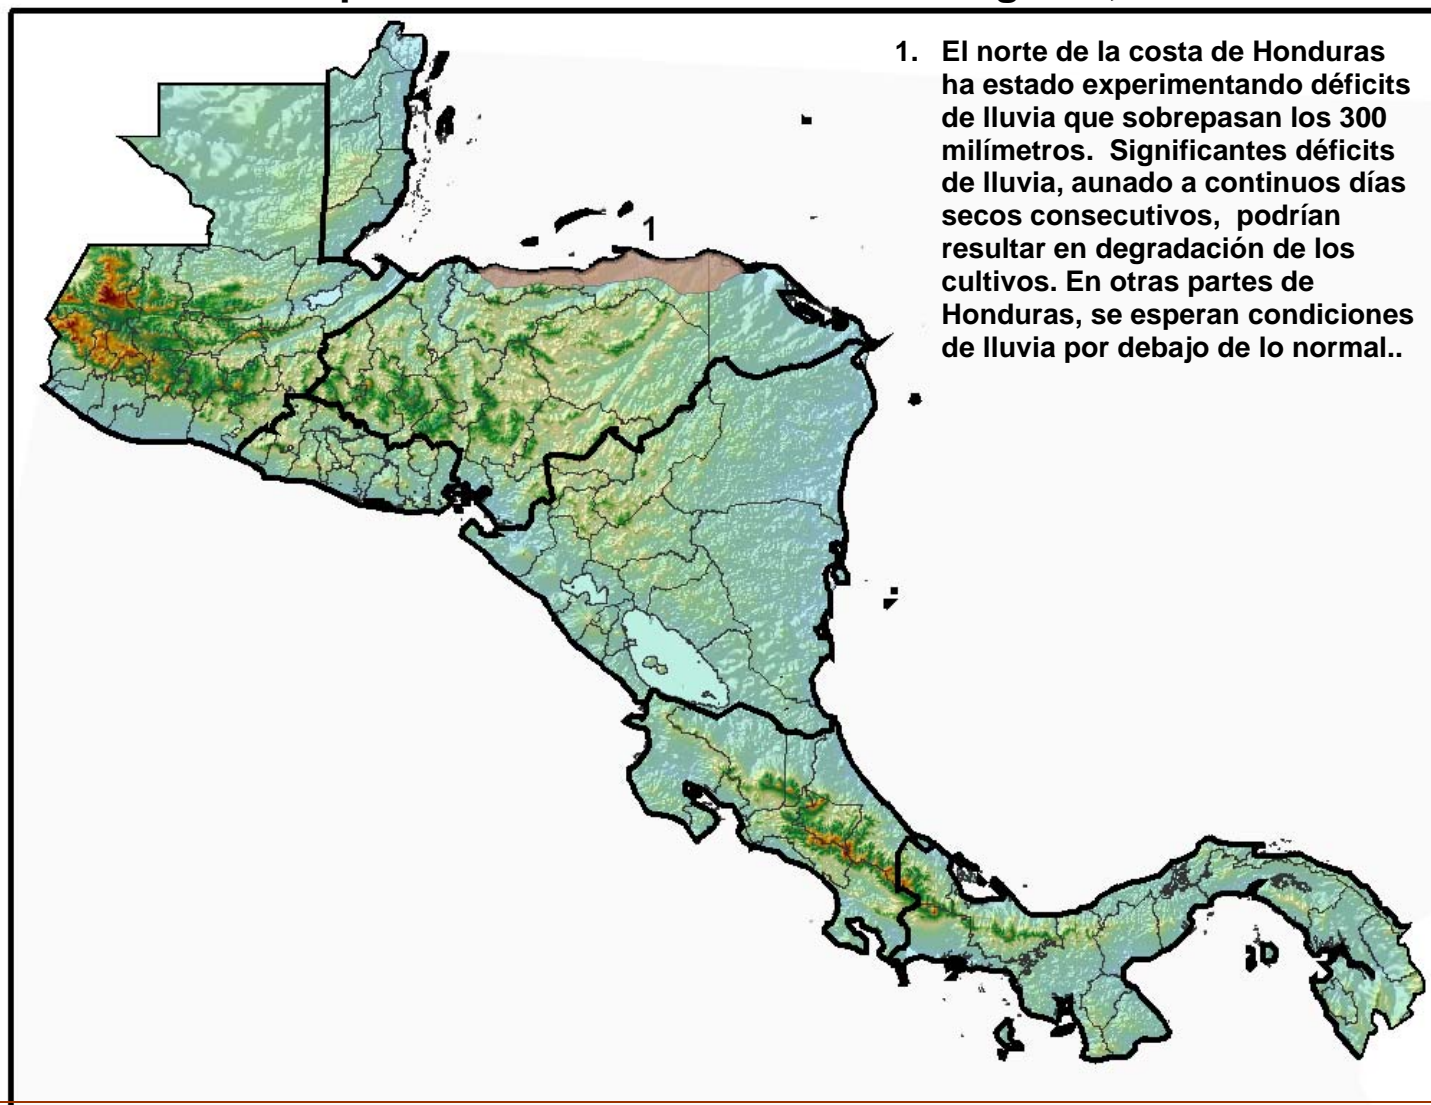 1. El norte de la costa de Honduras
ha estado experimentando déficits
de lluvia que sobrepasan los 300
milímetros. Significantes déficits
de lluvia, aunado a continuos días
secos consecutivos, podrían
resultar en degradación de los
cultivos. En otras partes de
Honduras, se esperan condiciones
de lluvia por debajo de lo normal..
1